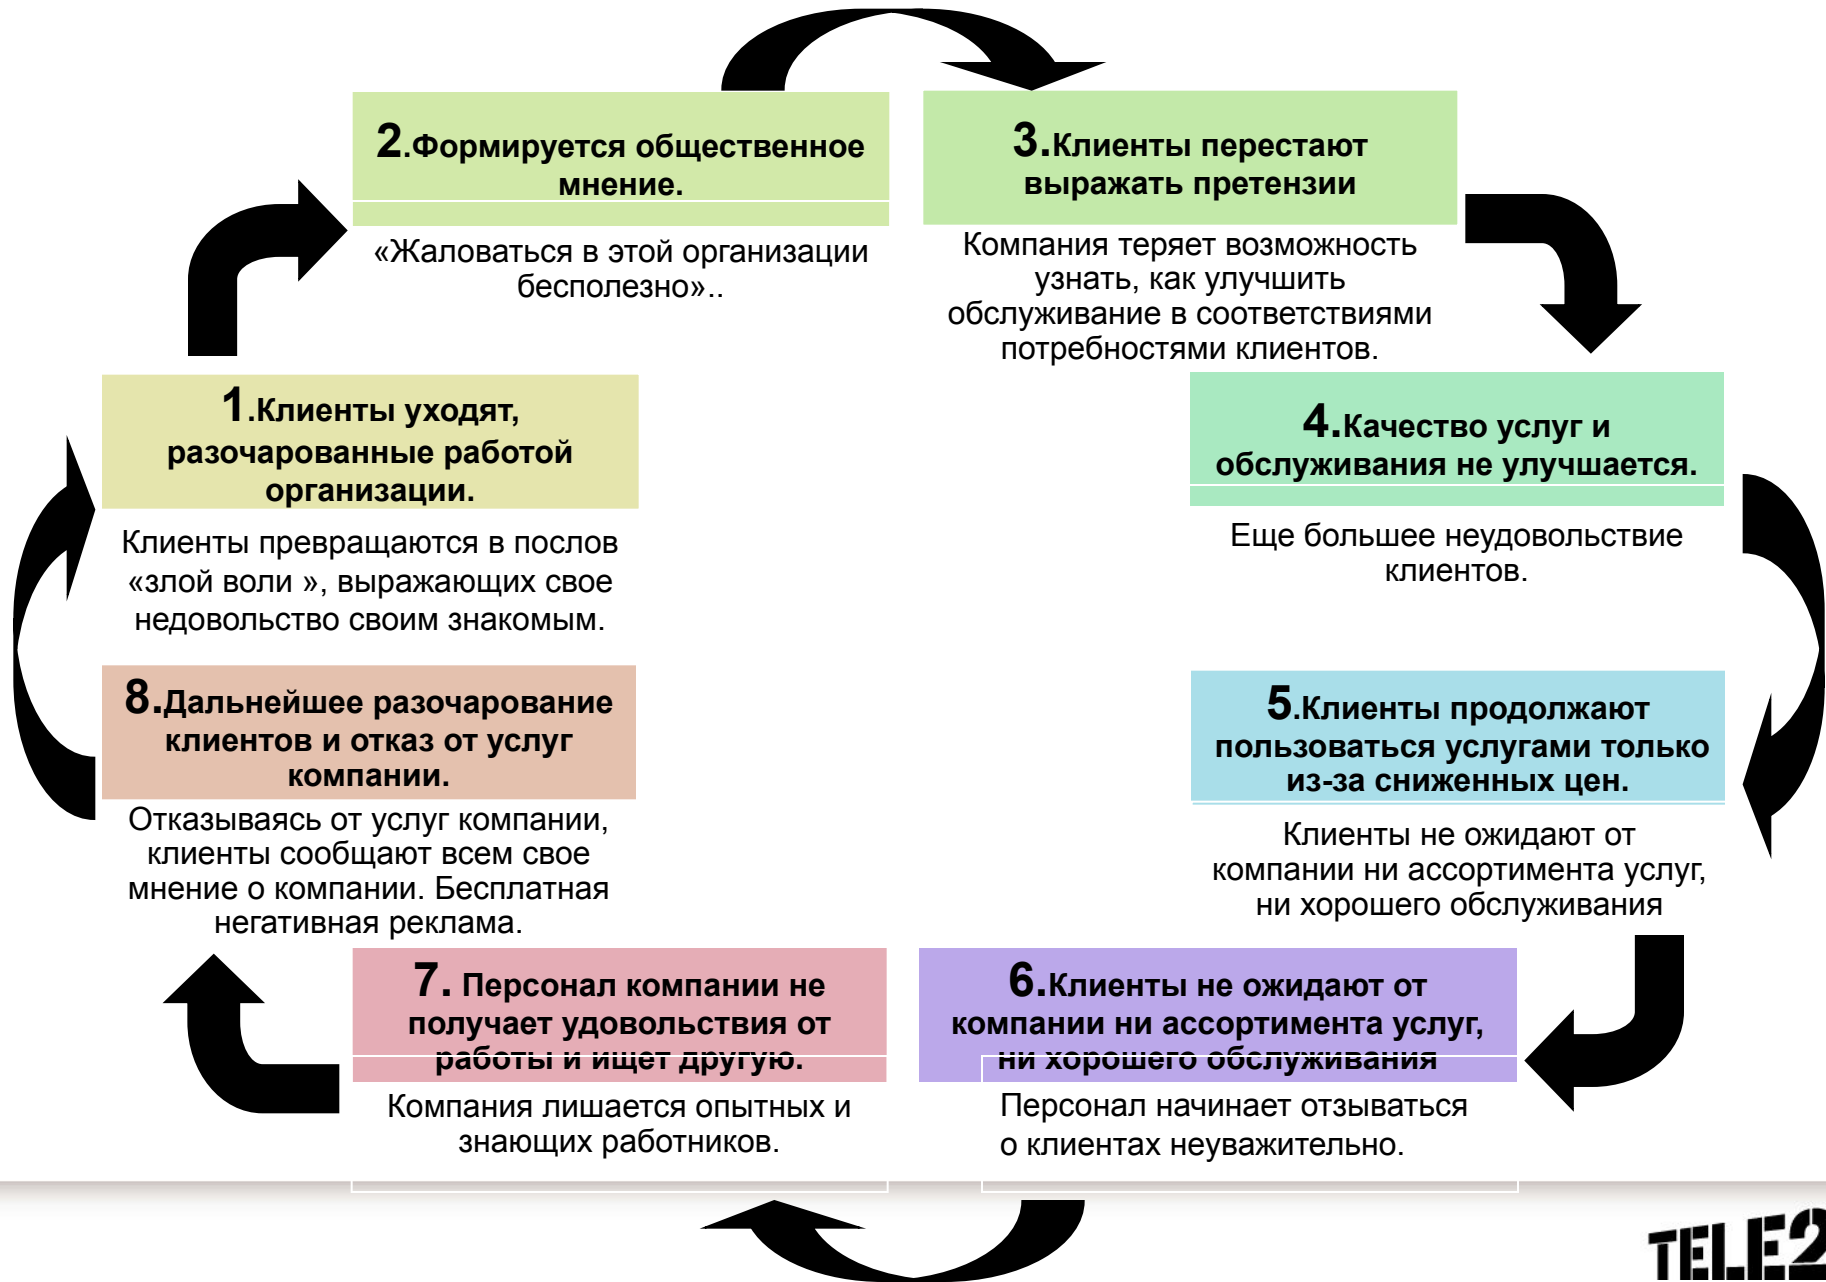 2.Формируется общественное
мнение.
«Жаловаться в этой организации
бесполезно»..
3.Клиенты перестают
выражать претензии
Компания теряет возможность
узнать, как улучшить
обслуживание в соответствиями
потребностями клиентов.
1.Клиенты уходят,
разочарованные работой
организации.
Клиенты превращаются в послов
«злой воли », выражающих свое
недовольство своим знакомым.
4.Качество услуг и
обслуживания не улучшается.
Еще большее неудовольствие
клиентов.
8.Дальнейшее разочарование
клиентов и отказ от услуг
компании.
Отказываясь от услуг компании,
клиенты сообщают всем свое
мнение о компании. Бесплатная
негативная реклама.
5.Клиенты продолжают
пользоваться услугами только
из-за сниженных цен.
Клиенты не ожидают от
компании ни ассортимента услуг,
ни хорошего обслуживания
7. Персонал компании не
получает удовольствия от
работы и ищет другую.
Компания лишается опытных и
знающих работников.
6.Клиенты не ожидают от
компании ни ассортимента услуг,
ни хорошего обслуживания
Персонал начинает отзываться
о клиентах неуважительно.
TELE2